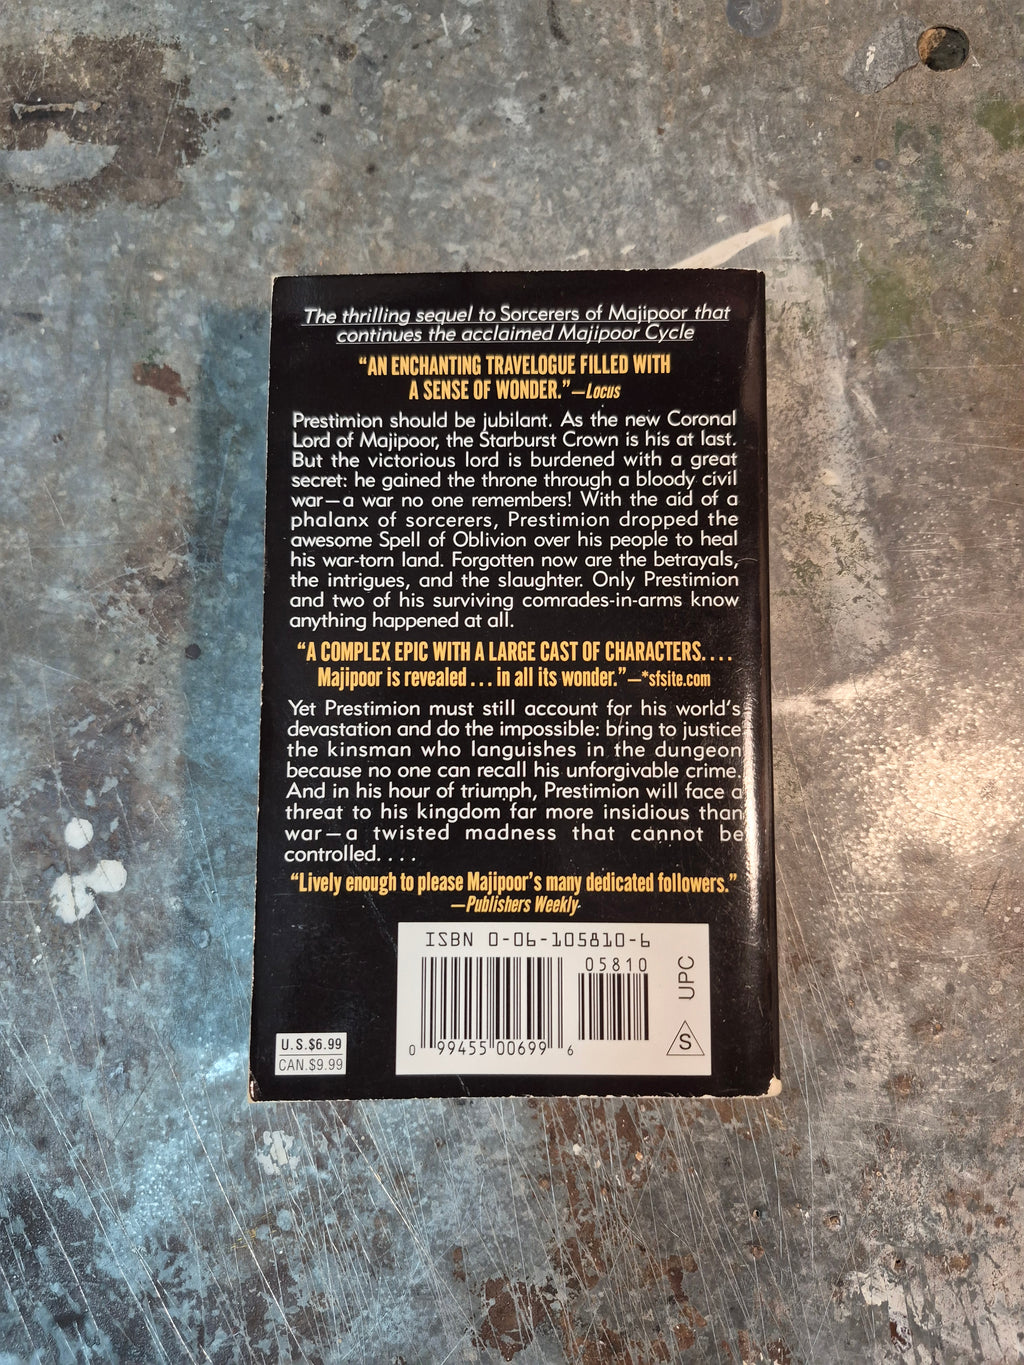 The thrilling sequel to Sorcerers of Majipoor that
continues the acclaimed Majipoor Cycle
"AN ENCHANTING TRAVELOGUE FILLED WITH
A SENSE OF WONDER."—Locus
Prestimion should be jubilant. As the new Coronal
Lord of Majipoor, the Starburst Crown is his at last.
But the victorious lord is burdened with a great
secret: he gained the throne through a bloody civil
war—a war no one remembers! With the aid of a
phalanx of sorcerers, Prestimion dropped the
awesome Spell of Oblivion over his people to heal
his war-torn land. Forgotten now are the betrayals,
the intrigues, and the slaughter. Only Prestimion
and two of his surviving comrades-in-arms know
anything happened at all.
"A COMPLEX EPIC WITH A LARGE CAST OF CHARACTERS....
Majipoor is revealed ... in all its wonder."—*sfsite.com
Yet Prestimion must still account for his world's
devastation and do the impossible: bring to justice
the kinsman who languishes in the dungeon
because no one can recall his unforgivable crime.
And in his hour of triumph, Prestimion will face a
threat to his kingdom far more insidious than
war—a twisted madness that cannot be
controlled....
"Lively enough to please Majipoor's many dedicated followers."
—Publishers Weekly
ISBN 0-06-105810-6
05810
UPC
S
0 99455 00699 6
U.S.$6.99
CAN.$9.99